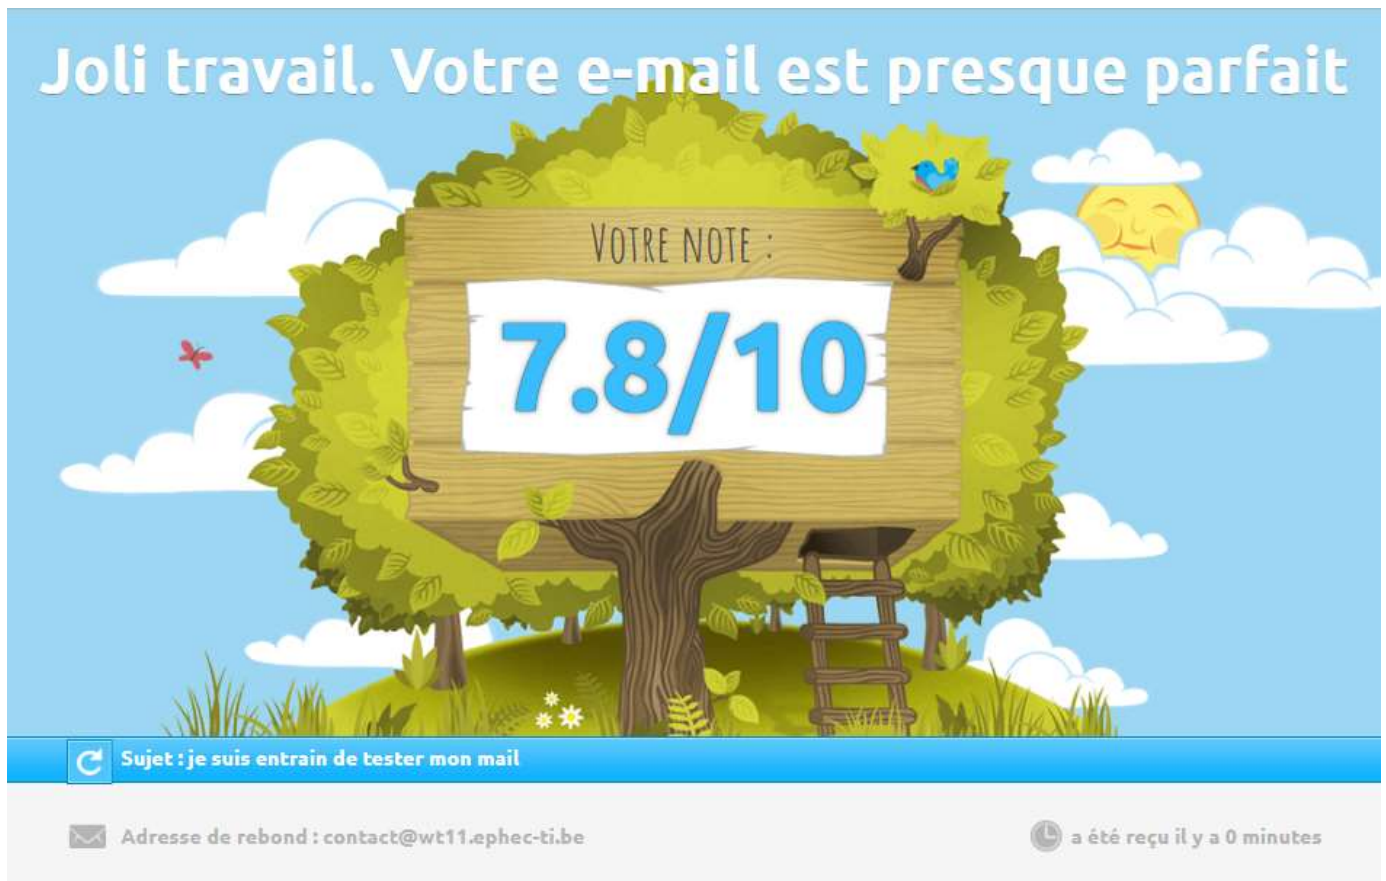 Joli travail. Votre e-mail est presque parfait
VOTRE NOTE :
7.8/10
Sujet : je suis entrain de tester mon mail
Adresse de rebond : contact@wt11.ephec-ti.be
a été reçu il y a 0 minutes